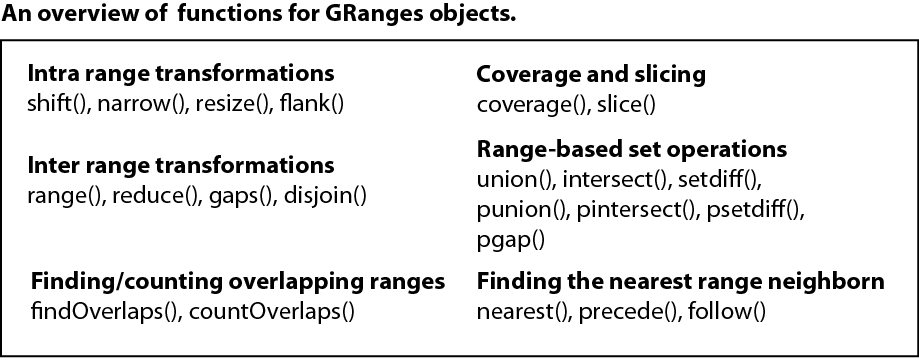 An overview of functions for GRanges objects.
Intra range transformations
shift(), narrow(), resize(), flank()
Inter range transformations
range(), reduce(), gaps(), disjoin()
Finding/counting overlapping ranges
findOverlaps(), countOverlaps()
Coverage and slicing
coverage(), slice()
Range-based set operations
union(), intersect(), setdiff(),
punion(), pintersect(), psetdiff(),
pgap()
Finding the nearest range neighborn
nearest(), precede(), follow()